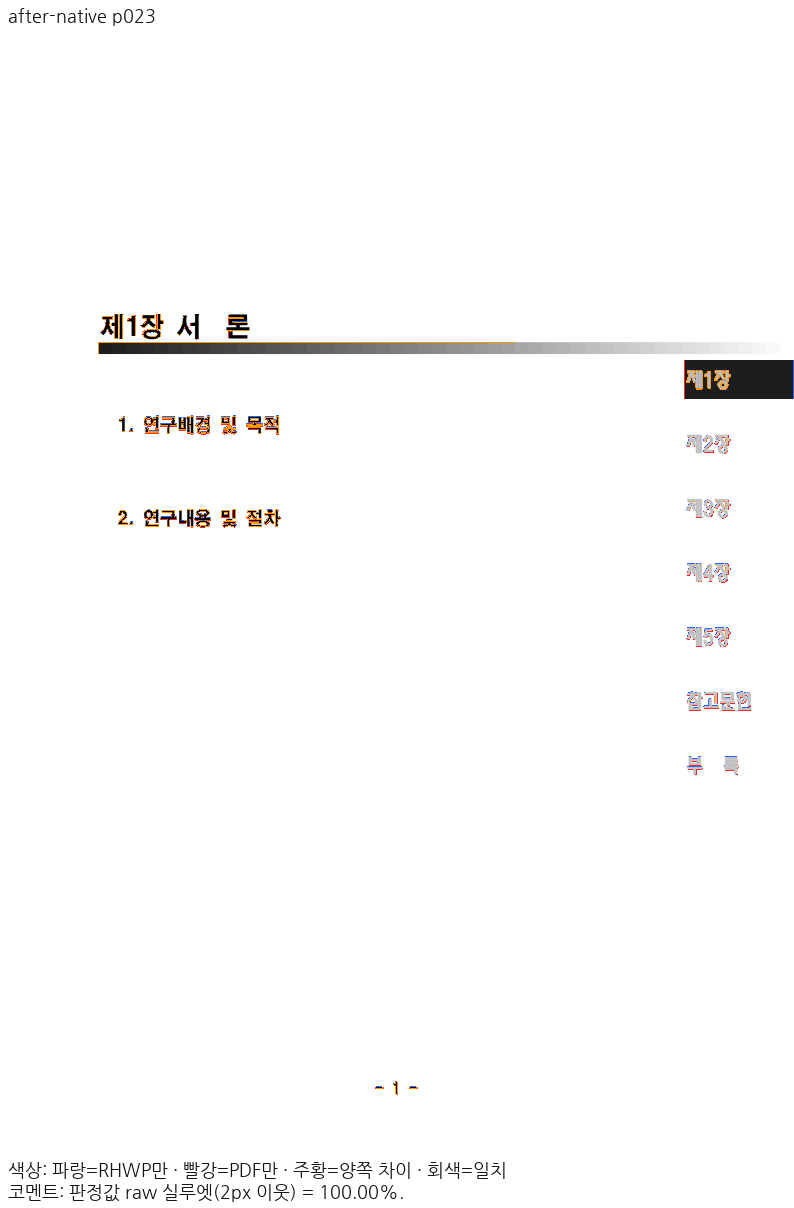 after-native p023
제1장 서 론
제1장
1. 연구배경 및 목적
제2장
제3장
2. 연구내용 및 절차
제4장
제5장
참고문헌
부 록
- 1 -
색상: 파랑=RHWP만 · 빨강=PDF만 · 주황=양쪽 차이 · 회색=일치
코멘트: 판정값 raw 실루엣(2px 이웃) = 100.00%.